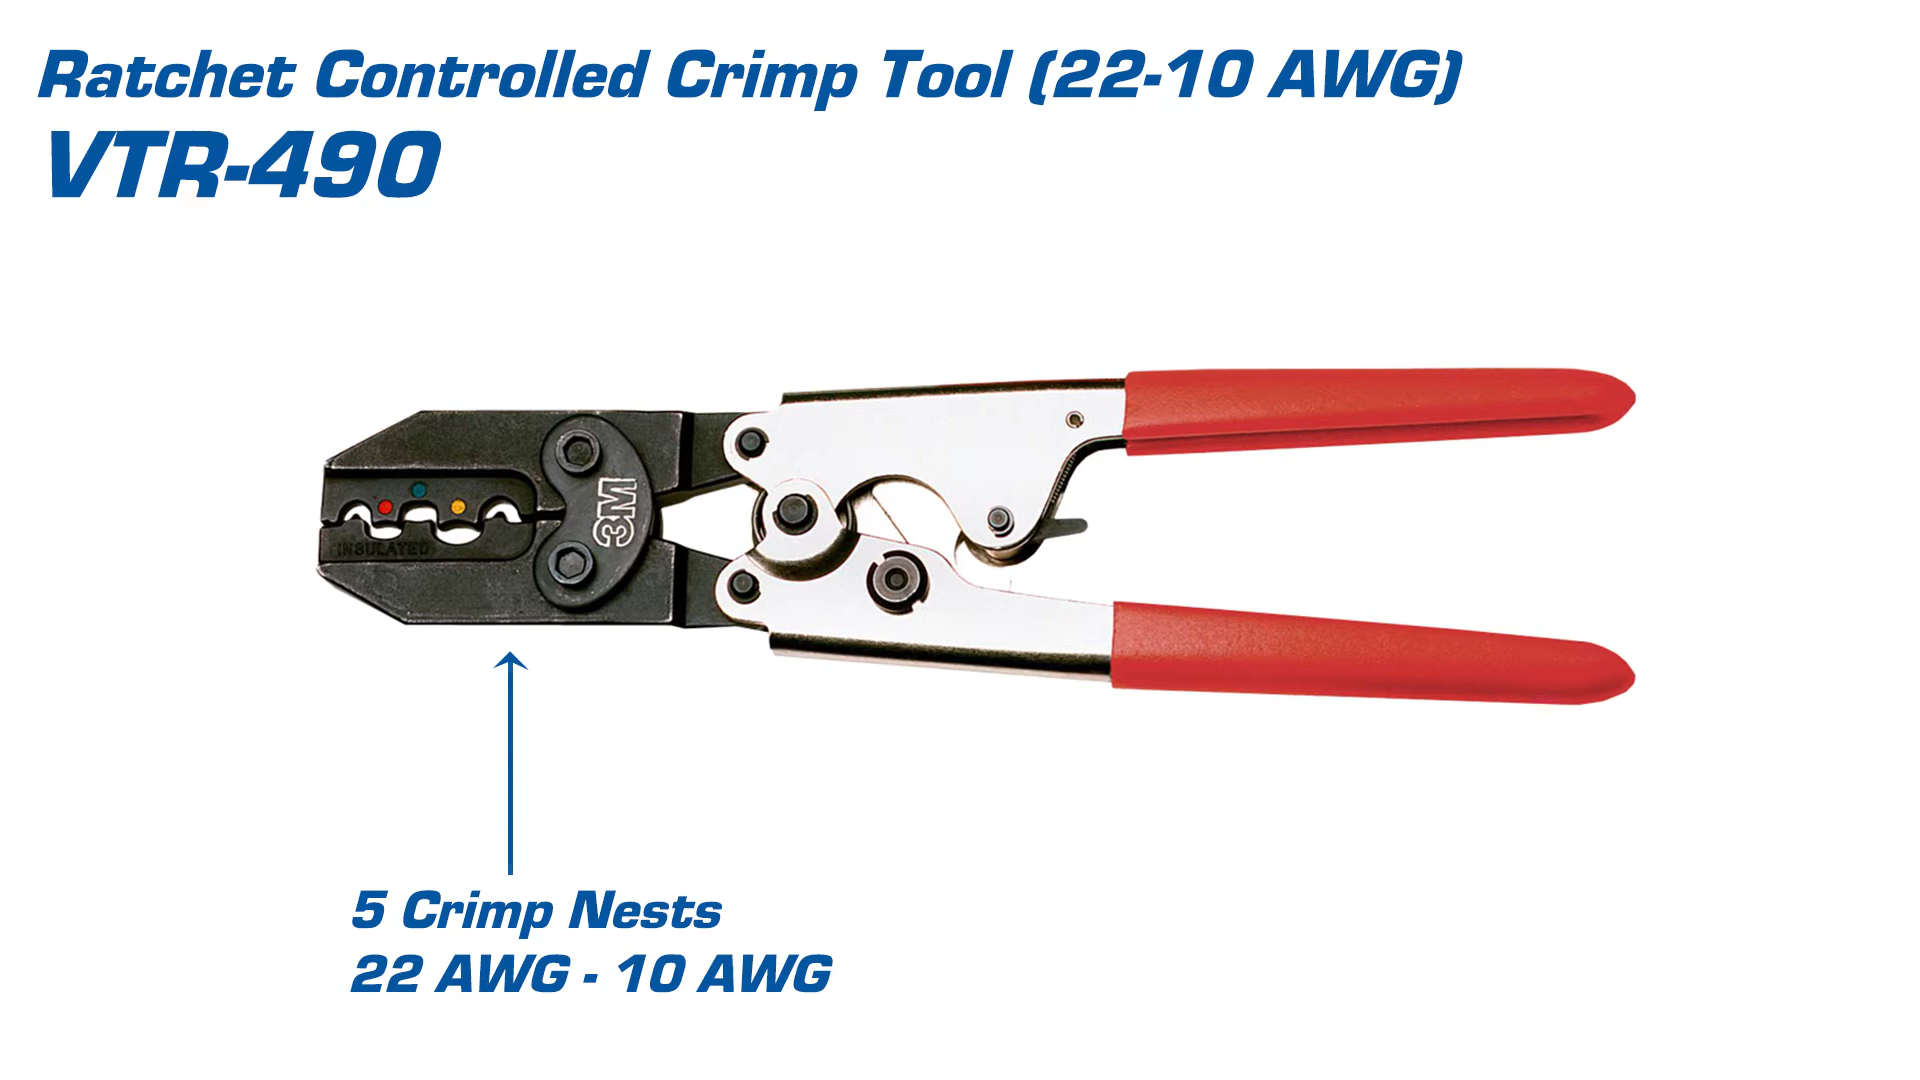 Ratchet Controlled Crimp Tool (22-10 AWG)
VTR-490
3M
INSULATED
5 Crimp Nests
22 AWG - 10 AWG